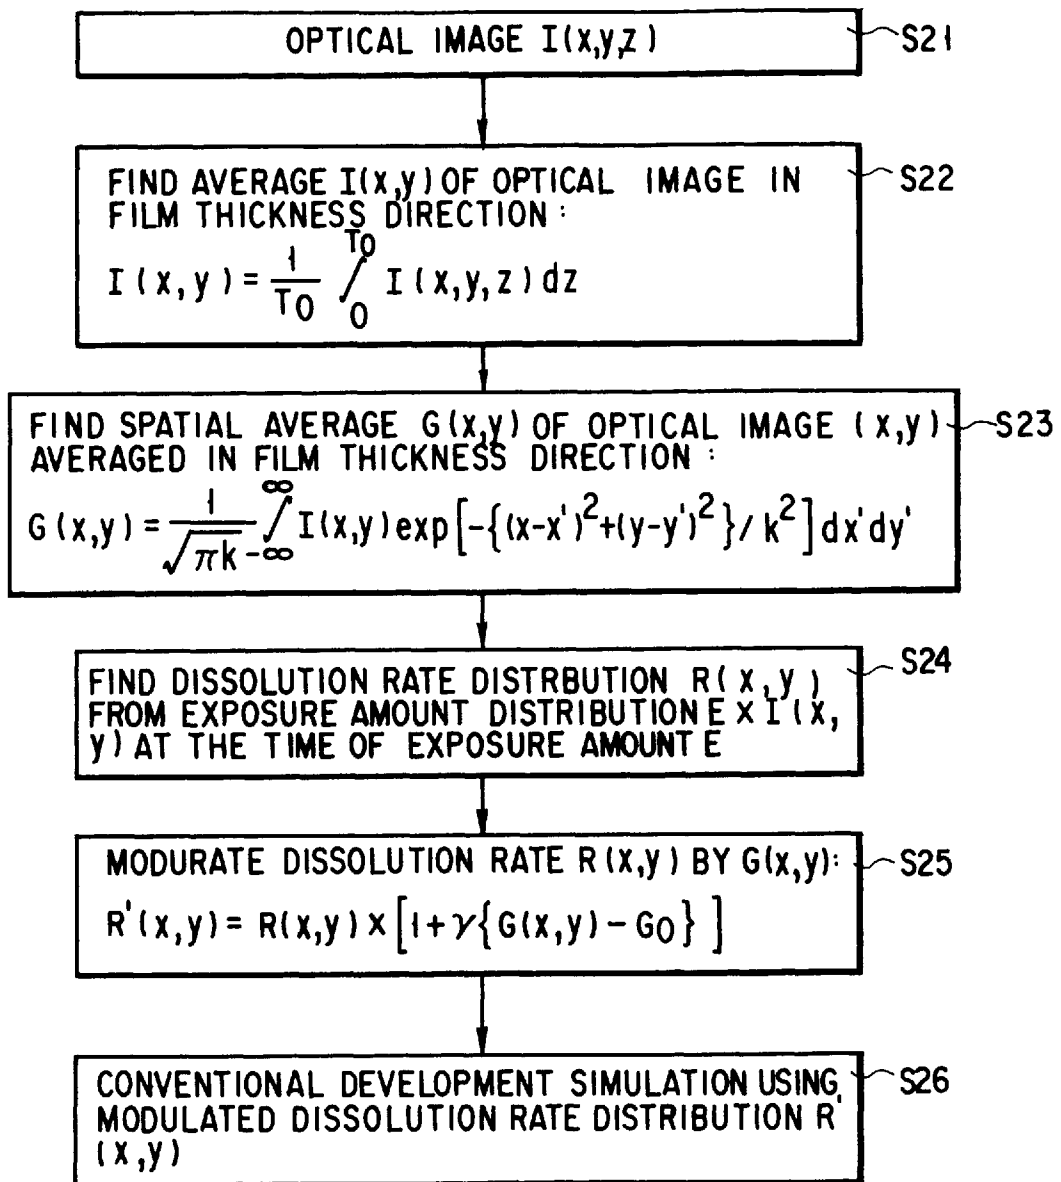 OPTICAL IMAGE I(x,y,z)
S21
FIND AVERAGE I(x,y) OF OPTICAL IMAGE IN
FILM THICKNESS DIRECTION:
I(x,y) = 1/T0 ∫_0^T0 I(x,y,z)dz
S22
FIND SPATIAL AVERAGE G(x,y) OF OPTICAL IMAGE (x,y)
AVERAGED IN FILM THICKNESS DIRECTION:
G(x,y) = 1/√πk ∫_-∞^∞ I(x,y)exp[-{(x-x')^2+(y-y')^2}/k^2]dx'dy'
S23
FIND DISSOLUTION RATE DISTRBUTION R(x,y)
FROM EXPOSURE AMOUNT DISTRIBUTION E×I(x,
y) AT THE TIME OF EXPOSURE AMOUNT E
S24
MODURATE DISSOLUTION RATE R(x,y) BY G(x,y):
R'(x,y) = R(x,y)×[1+γ{G(x,y)-G0}]
S25
CONVENTIONAL DEVELOPMENT SIMULATION USING
MODULATED DISSOLUTION RATE DISTRIBUTION R'
(x,y)
S26